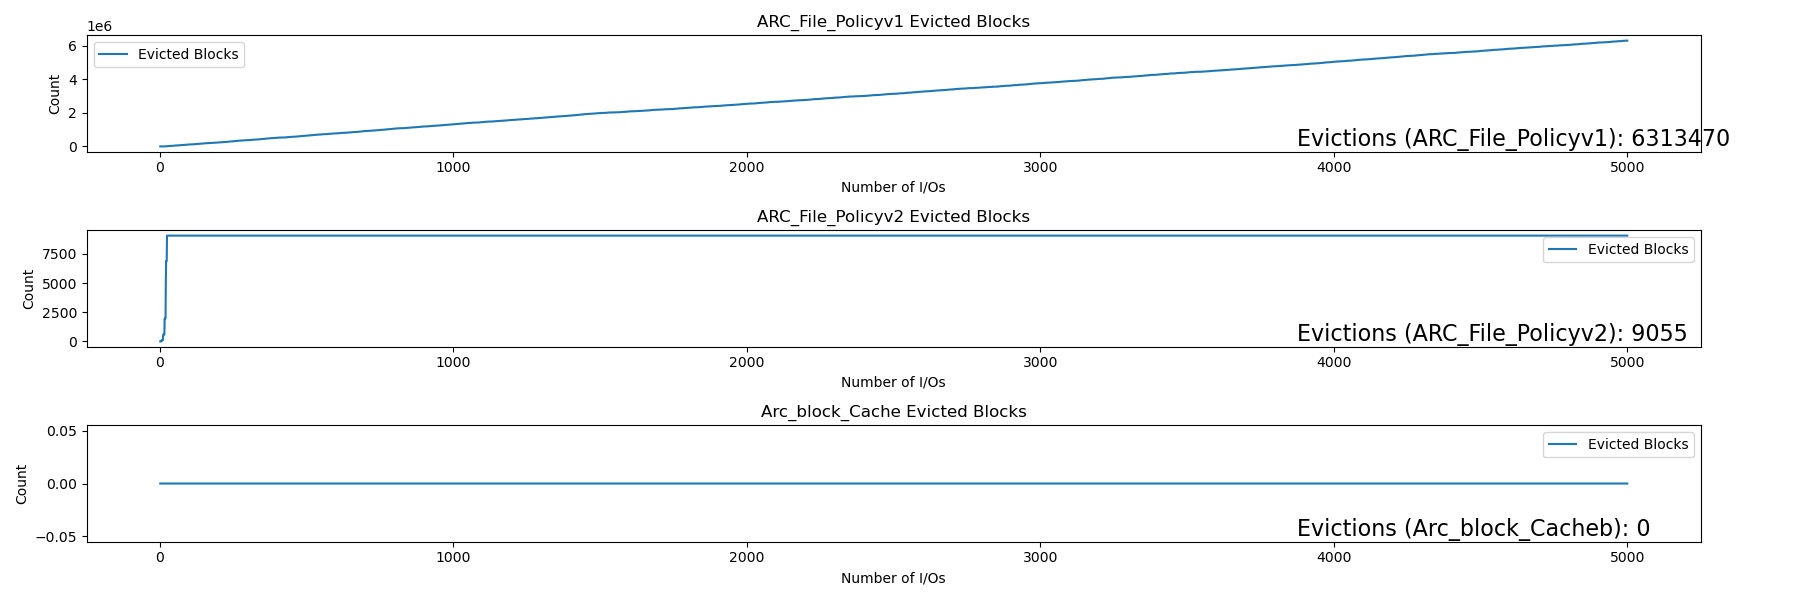 ARC_File_Policyv1 Evicted Blocks
1e6
6
4
2
0
Count
Evicted Blocks
Evictions (ARC_File_Policyv1): 6313470
0 1000 2000 3000 4000 5000
Number of I/Os
ARC_File_Policyv2 Evicted Blocks
7500
5000
2500
0
Count
Evicted Blocks
Evictions (ARC_File_Policyv2): 9055
0 1000 2000 3000 4000 5000
Number of I/Os
Arc_block_Cache Evicted Blocks
0.05
0.00
−0.05
Count
Evicted Blocks
Evictions (Arc_block_Cacheb): 0
0 1000 2000 3000 4000 5000
Number of I/Os